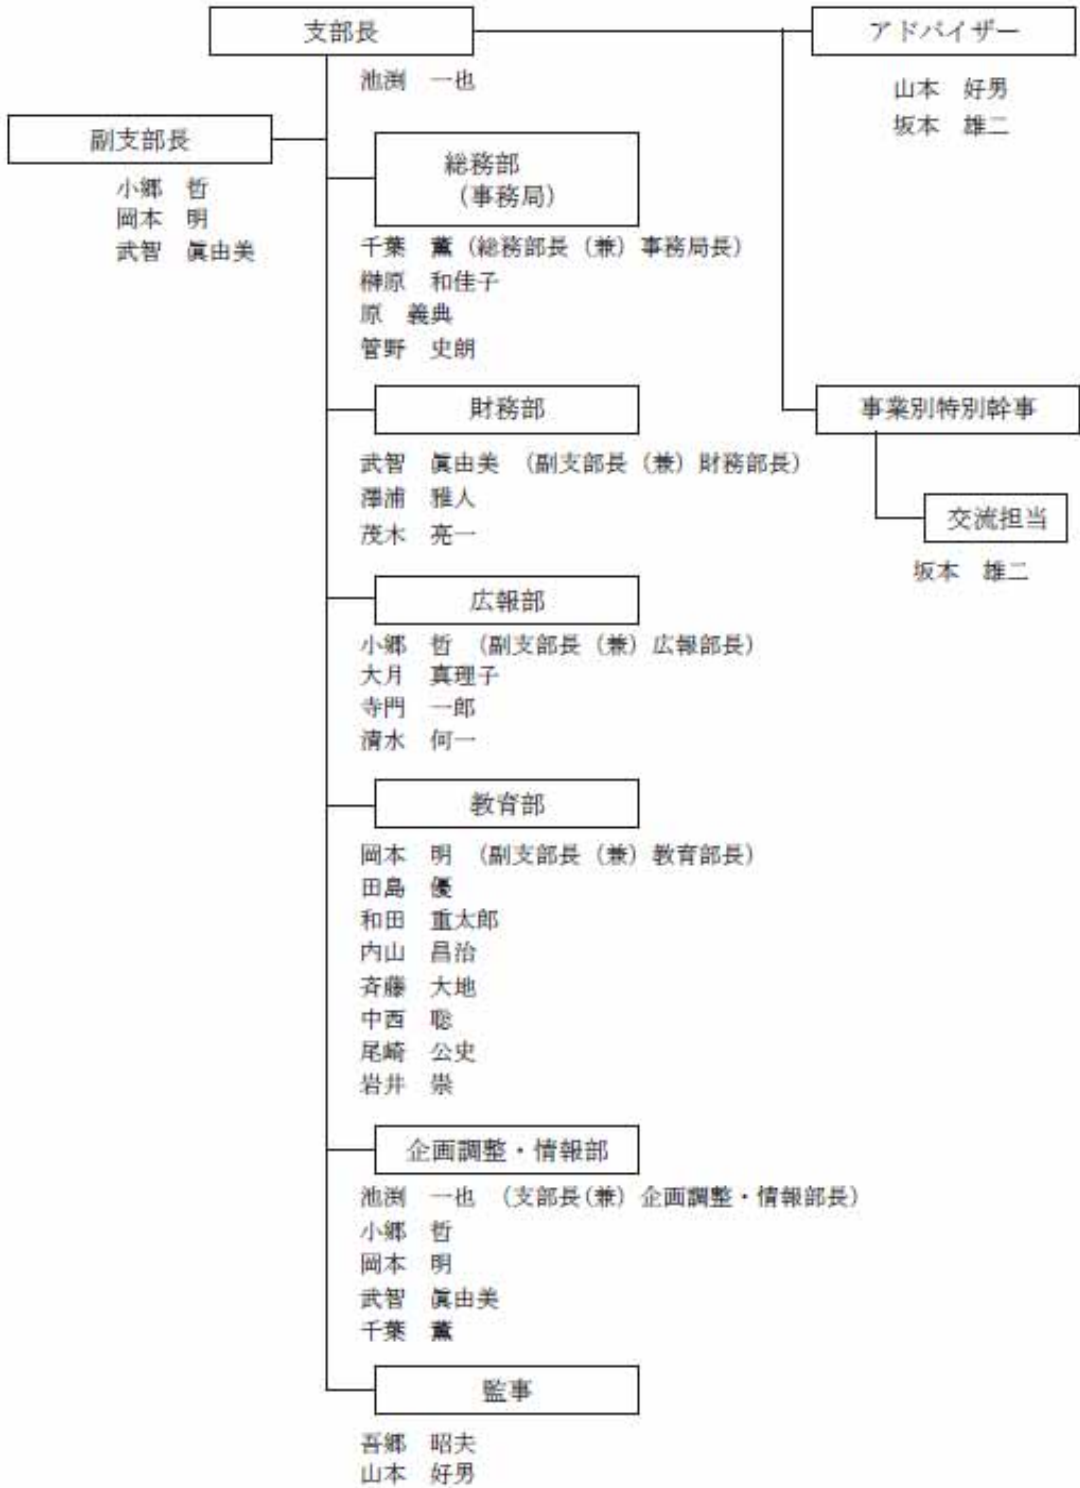 支部長
アドバイザー
池渕　一也
山本　好男
坂本　雄二
副支部長
小郷　哲
岡本　明
武智　眞由美
総務部
（事務局）
千葉　薫（総務部長（兼）事務局長）
榊原　和佳子
原　義典
管野　史朗
財務部
武智　眞由美　（副支部長（兼）財務部長）
澤浦　雅人
茂木　亮一
事業別特別幹事
交流担当
坂本　雄二
広報部
小郷　哲　（副支部長（兼）広報部長）
大月　真理子
寺門　一郎
清水　何一
教育部
岡本　明　（副支部長（兼）教育部長）
田島　優
和田　重太郎
内山　昌治
斉藤　大地
中西　聡
尾崎　公史
岩井　崇
企画調整・情報部
池渕　一也　（支部長（兼）企画調整・情報部長）
小郷　哲
岡本　明
武智　眞由美
千葉　薫
監事
吾郷　昭夫
山本　好男